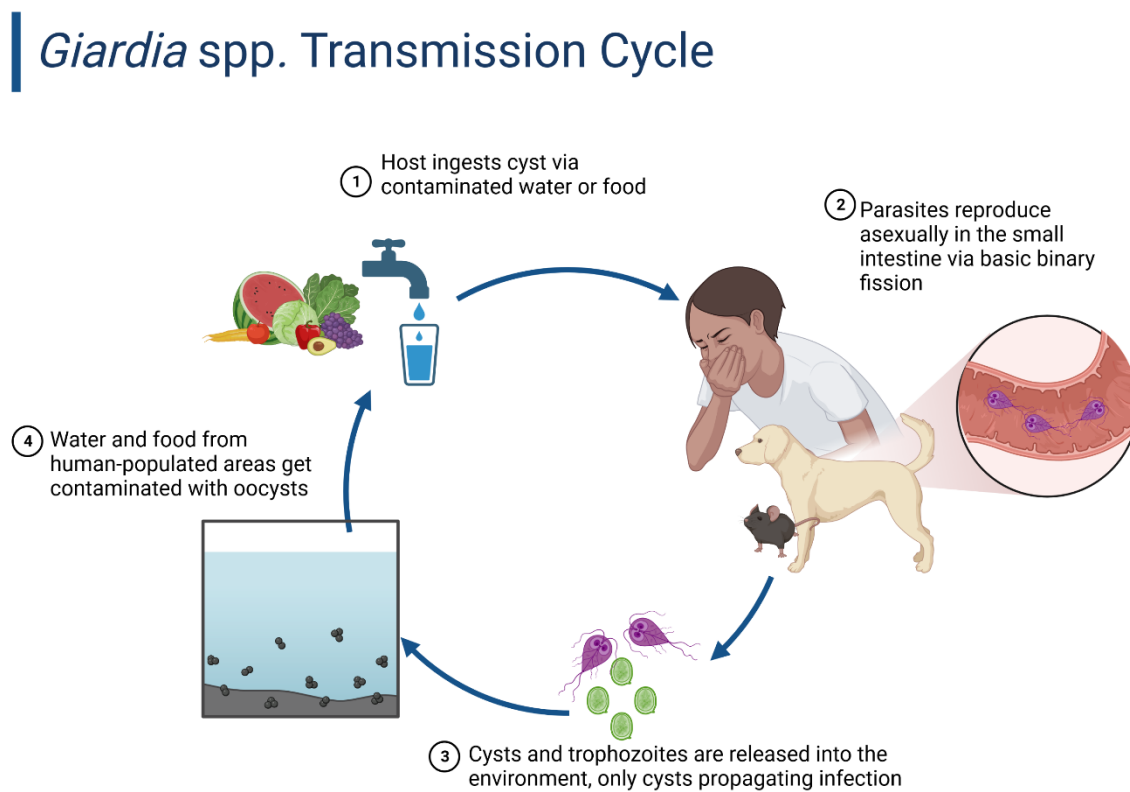 Giardia spp. Transmission Cycle
1
Host ingests cyst via
contaminated water or food
2
Parasites reproduce
asexually in the small
intestine via basic binary
fission
3
Cysts and trophozoites are released into the
environment, only cysts propagating infection
4
Water and food from
human-populated areas get
contaminated with oocysts